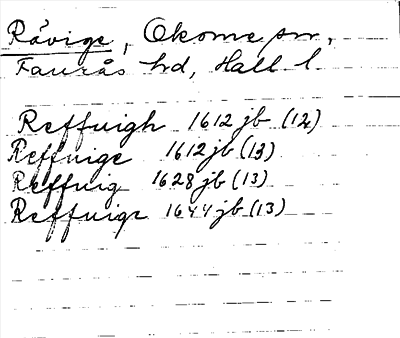 Rävige, Okome sn,
Faurås hd, Hall l.
Reffuigh 1612 jb (12)
Reffuige 1612 jb (13)
Reffuig 1628 jb (13)
Reffuige 1644 jb (13)